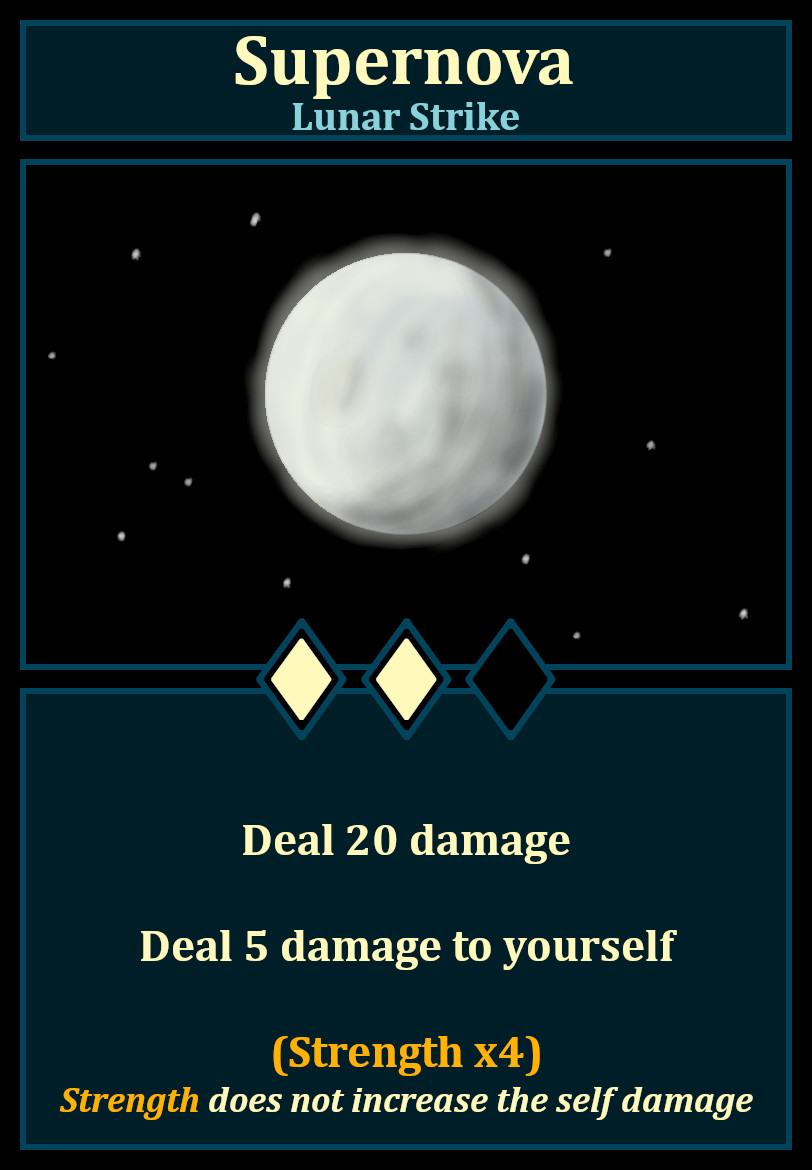 Supernova
Lunar Strike
Deal 20 damage
Deal 5 damage to yourself
(Strength x4)
Strength does not increase the self damage